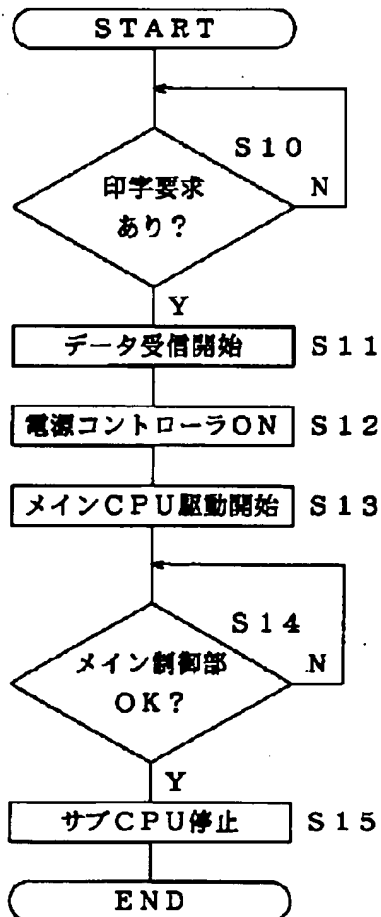 START
S10
印字要求
あり？
N
Y
データ受信開始 S11
電源コントローラON S12
メインCPU駆動開始 S13
S14
メイン制御部
OK？
N
Y
サブCPU停止 S15
END